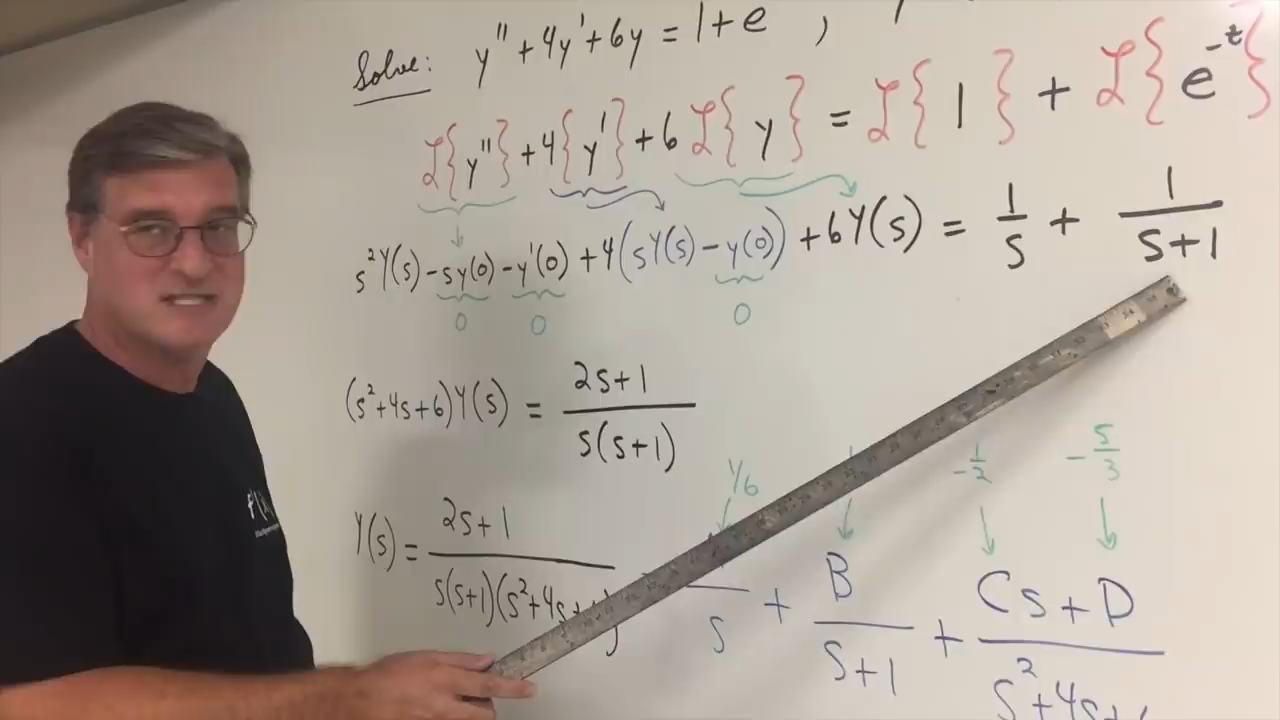 Solve: y'' + 4y' + 6y = 1 + e ,
ℒ{y''} + 4{y'} + 6ℒ{y} = ℒ{1} + ℒ{e^{-t}}
s²Y(s) - sy(0) - y'(0) + 4(sY(s) - y(0)) + 6Y(s) = 1/s + 1/(s+1)
0 0 0
(s²+4s+6)Y(s) = (2s+1)/(s(s+1))
1/6 -1/2 -5/3
Y(s) = (2s+1)/(s(s+1)(s²+4s+ /s + B/(s+1) + (Cs+D)/(s²+4s+